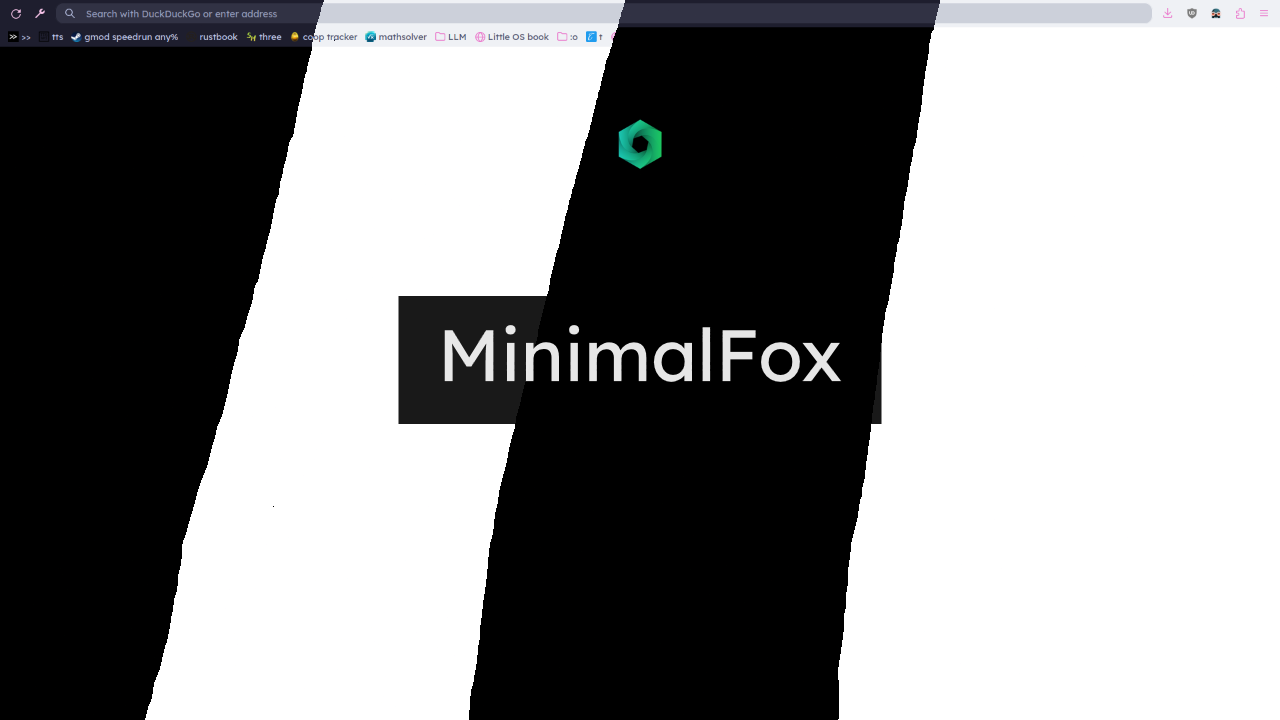 Search with DuckDuckGo or enter address
>> >> tts gmod speedrun any% rustbook three coop tracker mathsolver LLM Little OS book :o t
MinimalFox